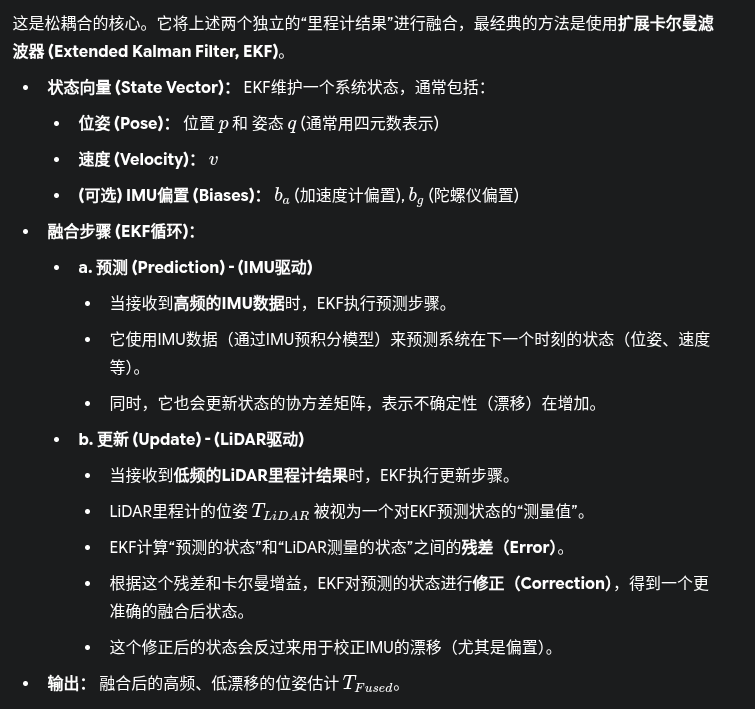 这是松耦合的核心。它将上述两个独立的“里程计结果”进行融合，最经典的方法是使用扩展卡尔曼滤
波器 (Extended Kalman Filter, EKF)。
• 状态向量 (State Vector)： EKF维护一个系统状态，通常包括：
• 位姿 (Pose)： 位置 p 和 姿态 q (通常用四元数表示)
• 速度 (Velocity)： v
• (可选) IMU偏置 (Biases)： b_a (加速度计偏置), b_g (陀螺仪偏置)
• 融合步骤 (EKF循环)：
• a. 预测 (Prediction) - (IMU驱动)
• 当接收到高频的IMU数据时，EKF执行预测步骤。
• 它使用IMU数据（通过IMU预积分模型）来预测系统在下一个时刻的状态（位姿、速度
等）。
• 同时，它也会更新状态的协方差矩阵，表示不确定性（漂移）在增加。
• b. 更新 (Update) - (LiDAR驱动)
• 当接收到低频的LiDAR里程计结果时，EKF执行更新步骤。
• LiDAR里程计的位姿 T_{LiDAR} 被视为一个对EKF预测状态的“测量值”。
• EKF计算“预测的状态”和“LiDAR测量的状态”之间的残差（Error）。
• 根据这个残差和卡尔曼增益，EKF对预测的状态进行修正（Correction），得到一个更
准确的融合后状态。
• 这个修正后的状态会反过来用于校正IMU的漂移（尤其是偏置）。
• 输出： 融合后的高频、低漂移的位姿估计 T_{Fused}。